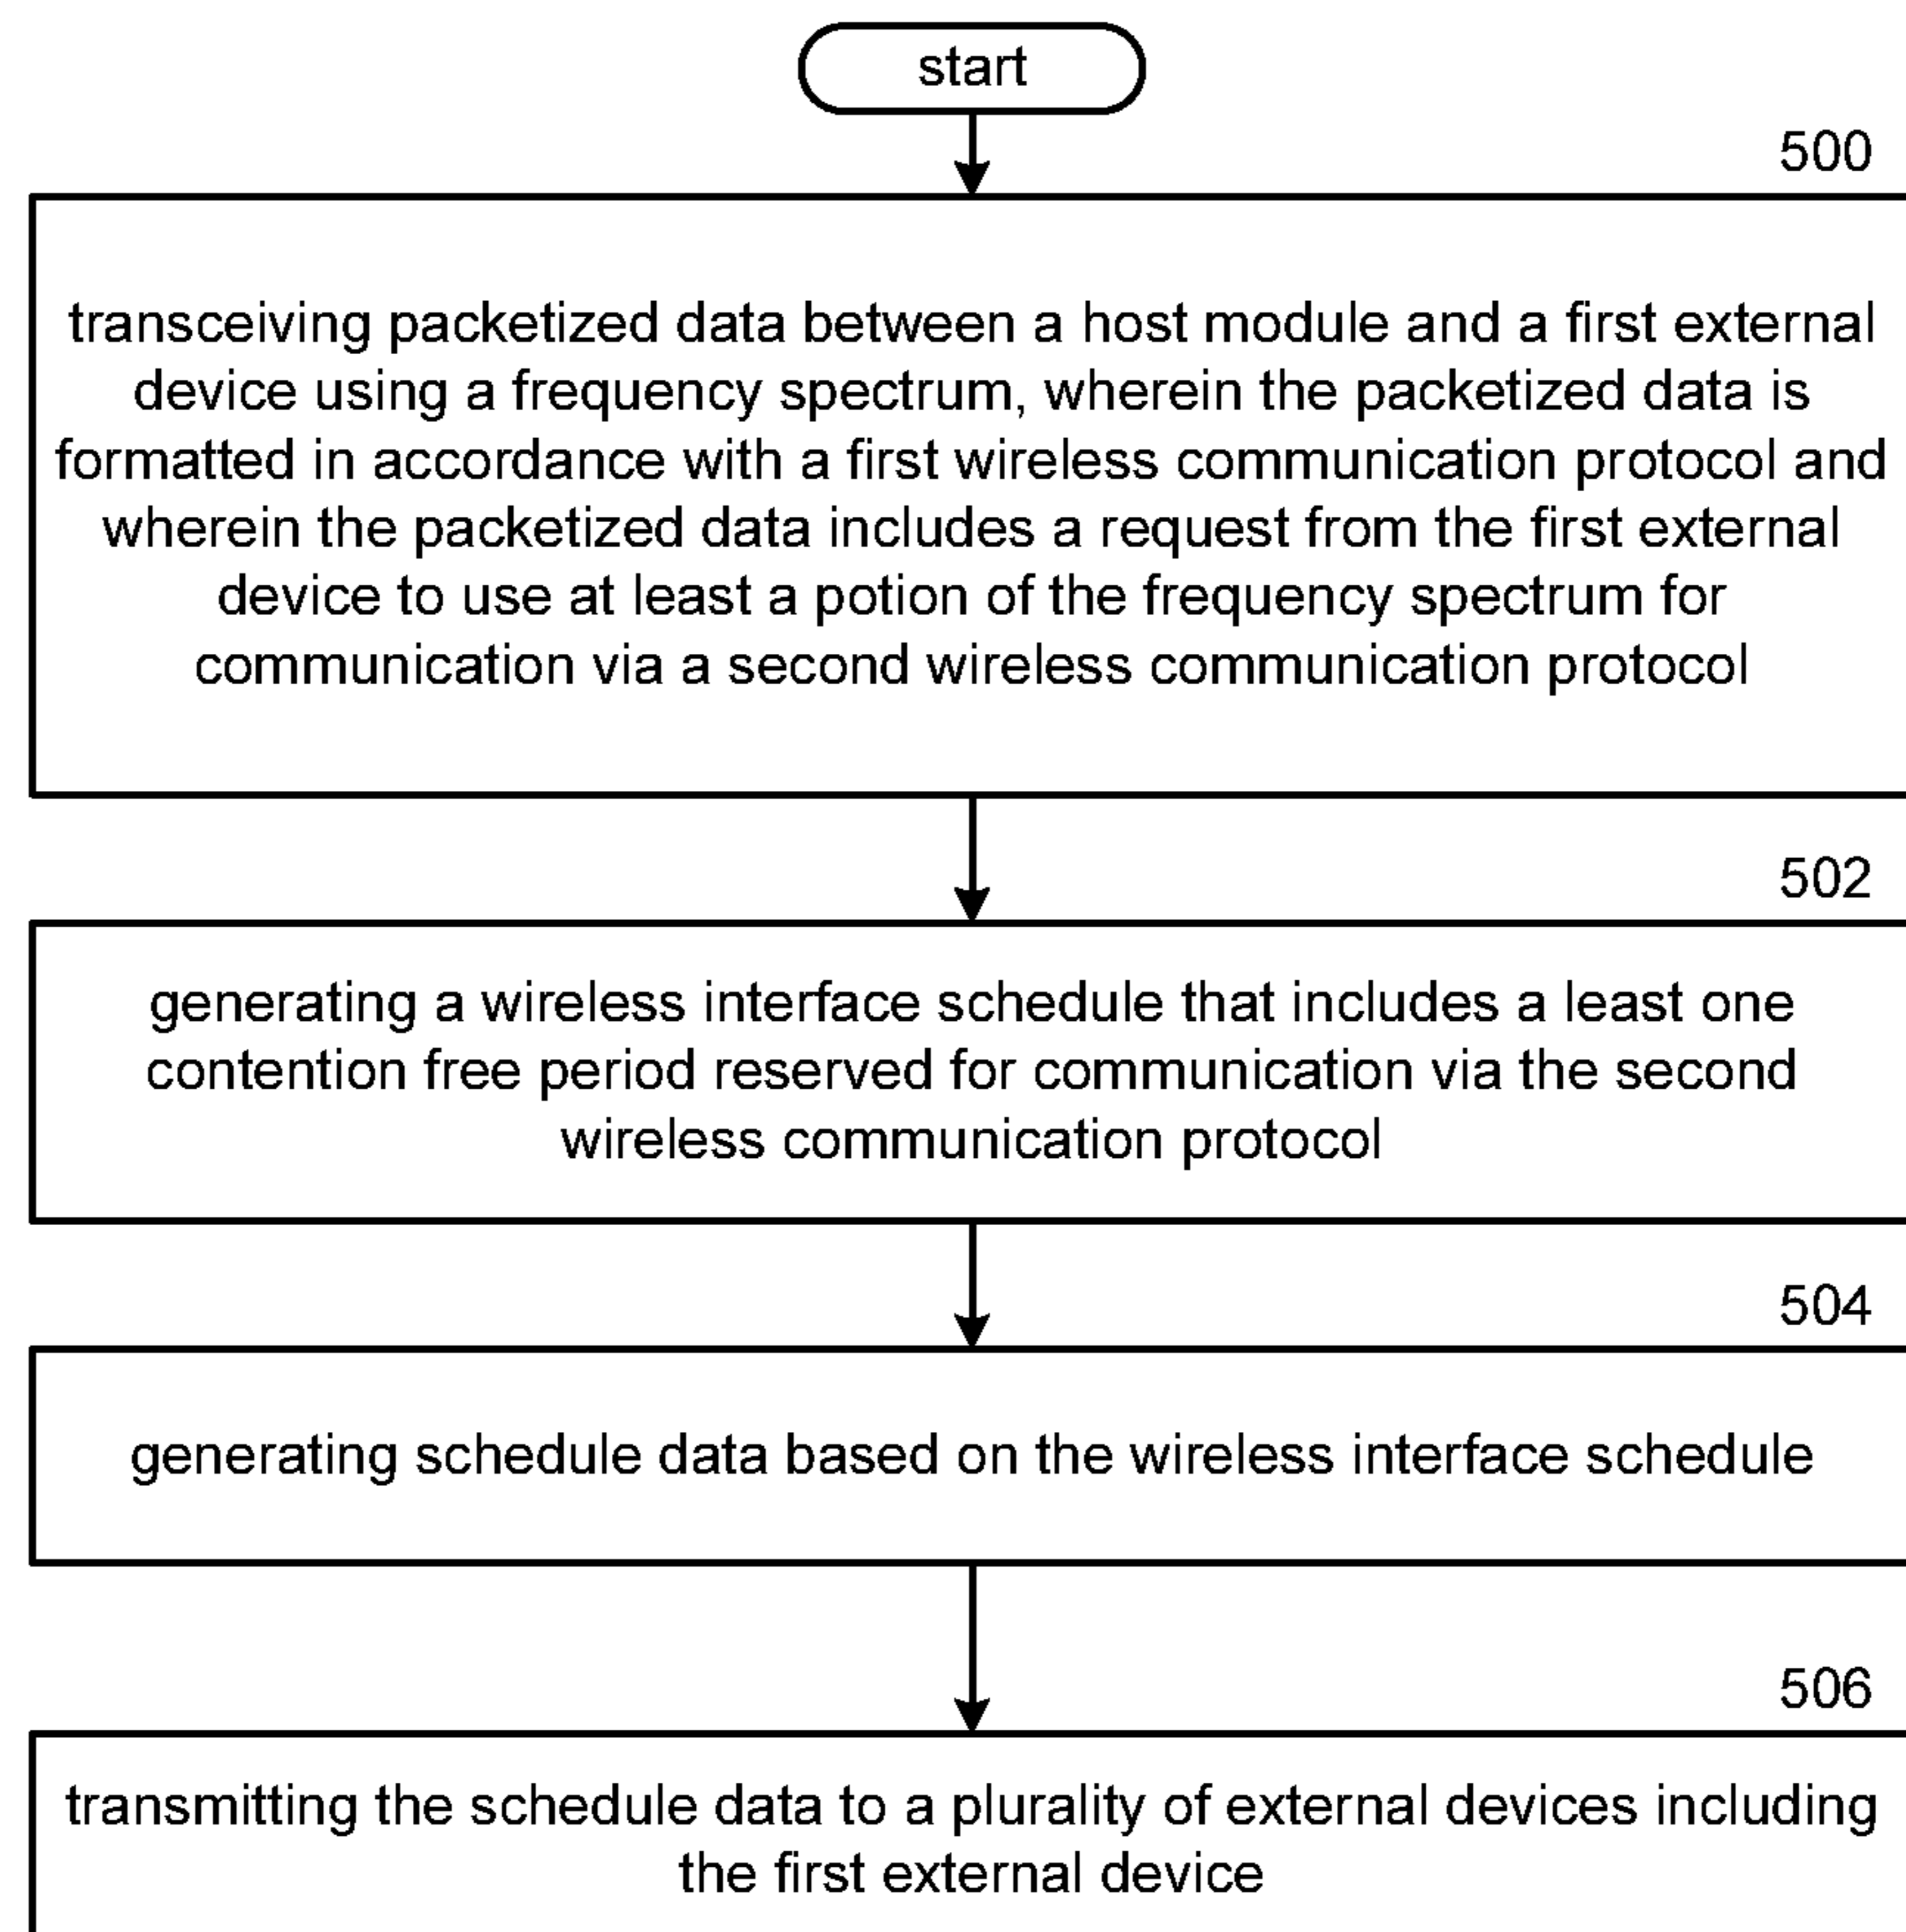 start
500
transceiving packetized data between a host module and a first external
device using a frequency spectrum, wherein the packetized data is
formatted in accordance with a first wireless communication protocol and
wherein the packetized data includes a request from the first external
device to use at least a potion of the frequency spectrum for
communication via a second wireless communication protocol
502
generating a wireless interface schedule that includes a least one
contention free period reserved for communication via the second
wireless communication protocol
504
generating schedule data based on the wireless interface schedule
506
transmitting the schedule data to a plurality of external devices including
the first external device